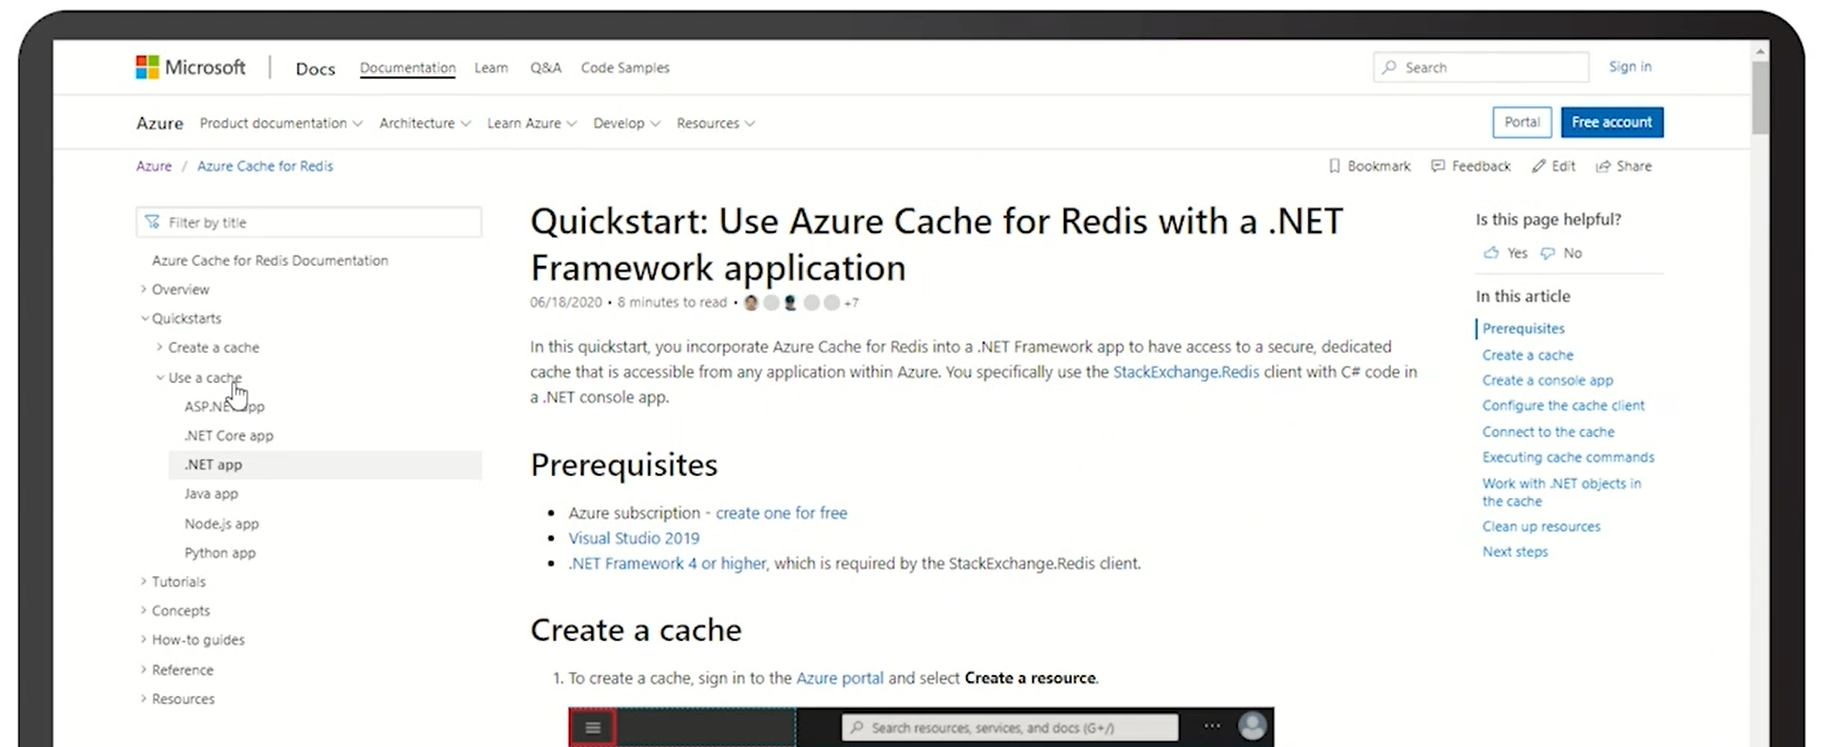 Microsoft | Docs Documentation Learn Q&A Code Samples Search Sign in
Azure Product documentation Architecture Learn Azure Develop Resources Portal Free account
Azure / Azure Cache for Redis Bookmark Feedback Edit Share
Filter by title
Azure Cache for Redis Documentation
Overview
Quickstarts
Create a cache
Use a cache
ASP.NET app
.NET Core app
.NET app
Java app
Node.js app
Python app
Tutorials
Concepts
How-to guides
Reference
Resources
Quickstart: Use Azure Cache for Redis with a .NET
Framework application
06/18/2020 • 8 minutes to read • +7
In this quickstart, you incorporate Azure Cache for Redis into a .NET Framework app to have access to a secure, dedicated
cache that is accessible from any application within Azure. You specifically use the StackExchange.Redis client with C# code in
a .NET console app.
Prerequisites
• Azure subscription - create one for free
• Visual Studio 2019
• .NET Framework 4 or higher, which is required by the StackExchange.Redis client.
Create a cache
1. To create a cache, sign in to the Azure portal and select Create a resource.
Search resources, services, and docs (G+/) ...
Is this page helpful?
Yes No
In this article
Prerequisites
Create a cache
Create a console app
Configure the cache client
Connect to the cache
Executing cache commands
Work with .NET objects in
the cache
Clean up resources
Next steps